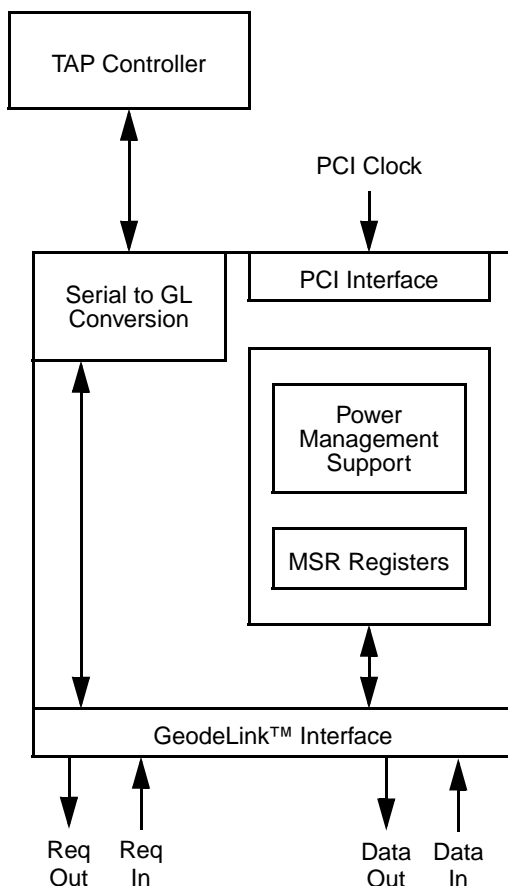 TAP Controller
PCI Clock
Serial to GL
Conversion
PCI Interface
Power
Management
Support
MSR Registers
GeodeLink™ Interface
Req
Out
Req
In
Data
Out
Data
In